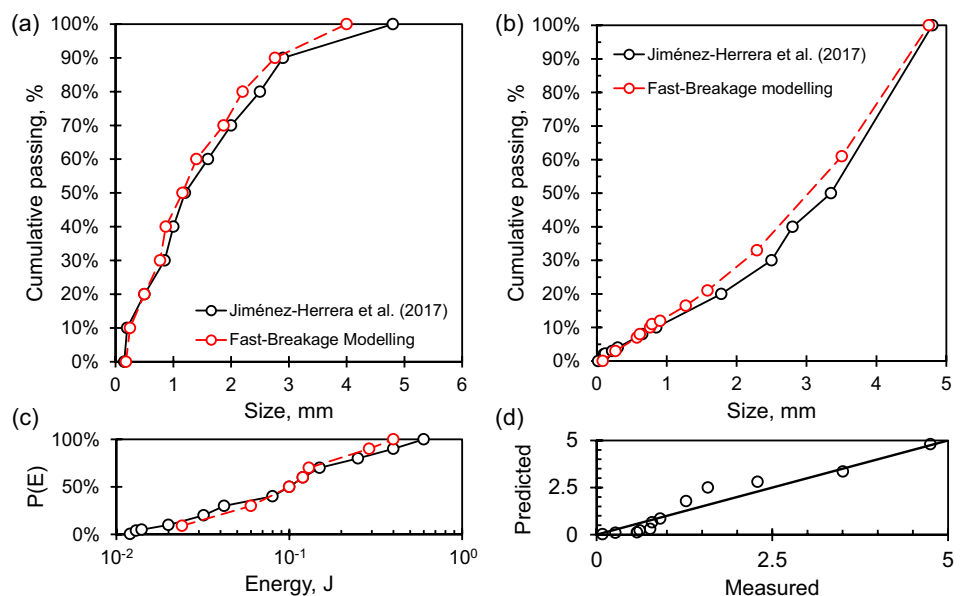 (a)
100%
90%
80%
70%
60%
50%
40%
30%
20%
10%
0%
Cumulative passing, %
Jiménez-Herrera et al. (2017)
Fast-Breakage Modelling
0 1 2 3 4 5 6
Size, mm
(b)
100%
90%
80%
70%
60%
50%
40%
30%
20%
10%
0%
Cumulative passing, %
Jiménez-Herrera et al. (2017)
Fast-Breakage modelling
0 1 2 3 4 5
Size, mm
(c)
100%
50%
0%
P(E)
10-2 10-1 100
Energy, J
(d)
5
2.5
0
Predicted
0 2.5 5
Measured